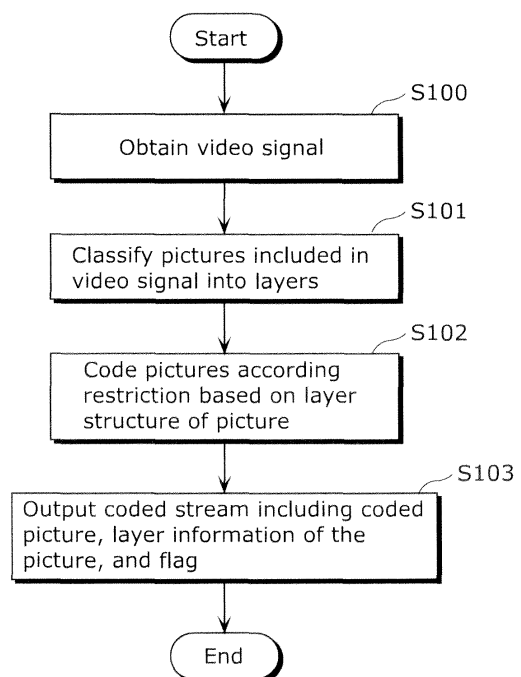 Start
S100
Obtain video signal
S101
Classify pictures included in
video signal into layers
S102
Code pictures according
restriction based on layer
structure of picture
S103
Output coded stream including coded
picture, layer information of the
picture, and flag
End